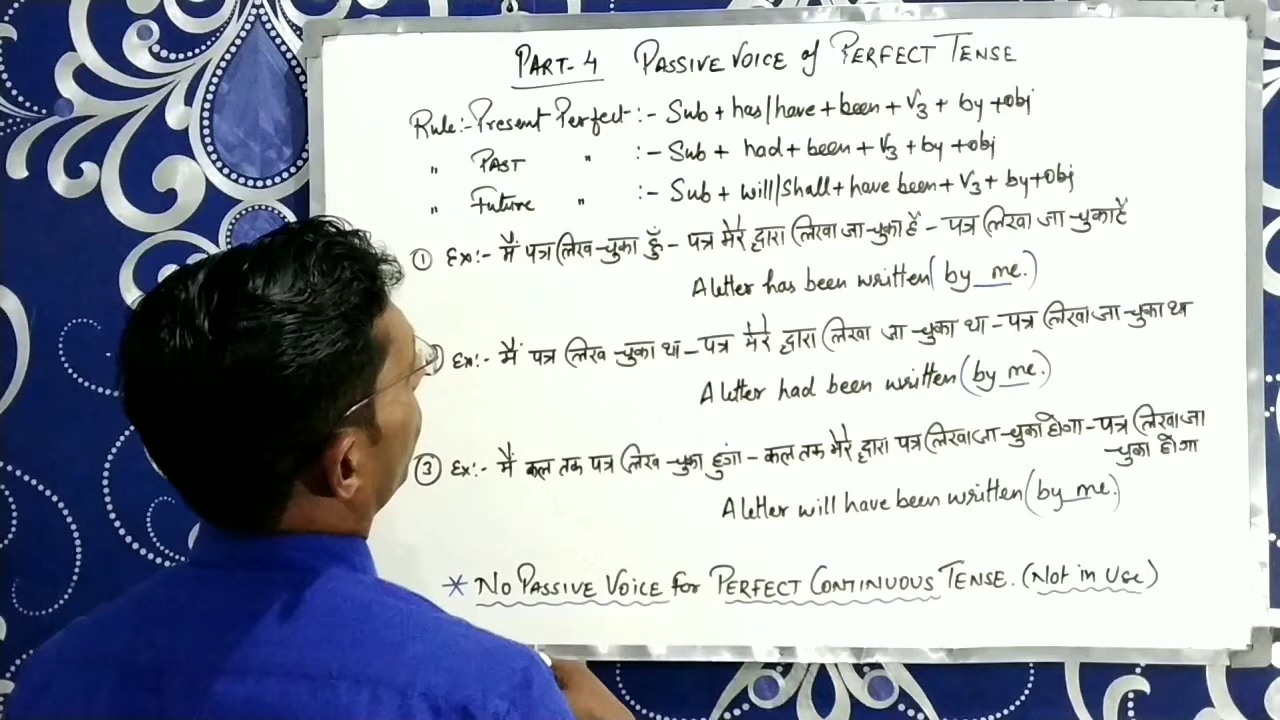 PART-4 PASSIVE VOICE of PERFECT TENSE
Rule:- Present Perfect :- Sub + has/have + been + V3 + by + obj
" PAST " :- Sub + had + been + V3 + by + obj
" Future " :- Sub + will/Shall + have been + V3 + by + obj
① Ex:- मैं पत्र लिख चुका हूँ - पत्र मेरे द्वारा लिखा जा चुका है - पत्र लिखा जा चुका है
A letter has been written (by me.)
Ex:- मैं पत्र लिख चुका था - पत्र मेरे द्वारा लिखा जा चुका था - पत्र लिखा जा चुका था
A letter had been written (by me.)
③ Ex:- मैं कल तक पत्र लिख चुका हुंगा - कल तक मेरे द्वारा पत्र लिखा जा चुका होगा - पत्र लिखा जा
चुका होगा
A letter will have been written (by me.)
* NO PASSIVE VOICE for PERFECT CONTINUOUS TENSE. (Not in Use)